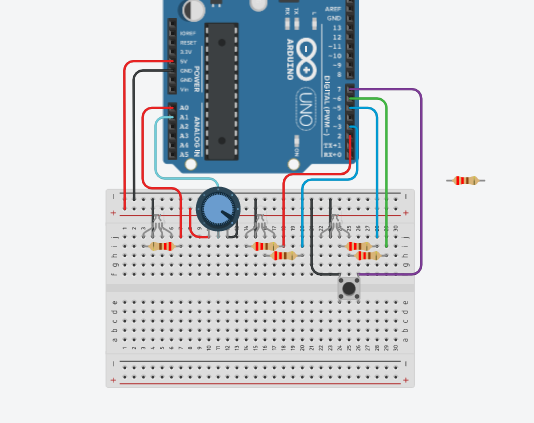 AREF
GND
13
12
~11
~10
~9
8
7
~6
~5
4
~3
2
TX→1
RX←0
DIGITAL (PWM~)
RX
TX
L
ARDUINO
UNO
ON
IOREF
RESET
3.3V
5V
GND
GND
Vin
POWER
A0
A1
A2
A3
A4
A5
ANALOG IN
j
i
h
g
f
e
d
c
b
a